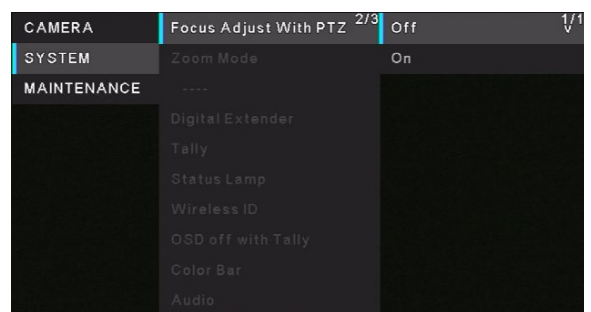 CAMERA
SYSTEM
MAINTENANCE
Focus Adjust With PTZ 2/3
Zoom Mode
----
Digital Extender
Tally
Status Lamp
Wireless ID
OSD off with Tally
Color Bar
Audio
Off 1/1
On